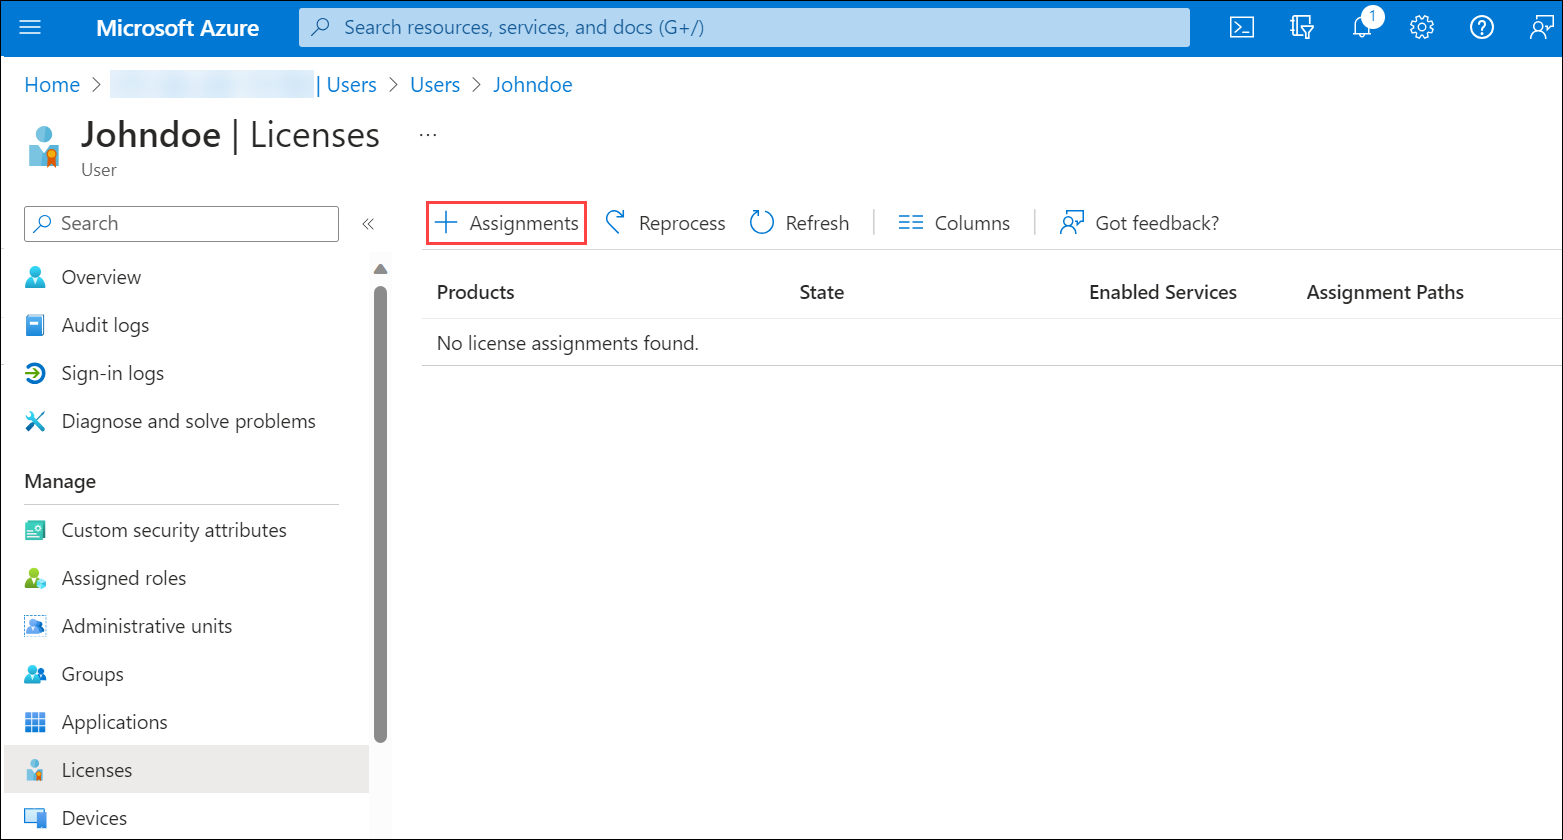 Microsoft Azure
Search resources, services, and docs (G+/)
1
Home > | Users > Users > Johndoe
Johndoe | Licenses ...
User
Search
«
Assignments
Reprocess
Refresh
Columns
Got feedback?
Overview
Audit logs
Sign-in logs
Diagnose and solve problems
Manage
Custom security attributes
Assigned roles
Administrative units
Groups
Applications
Licenses
Devices
Products State Enabled Services Assignment Paths
No license assignments found.